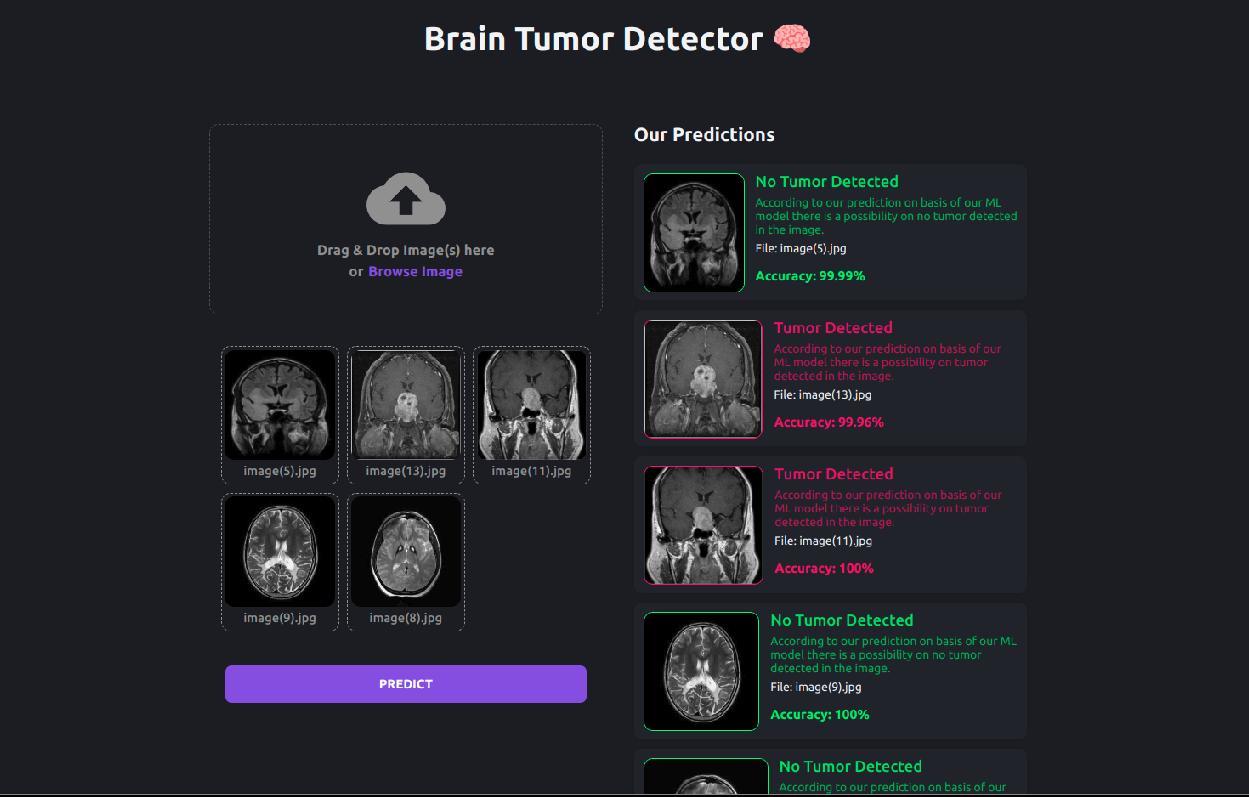 Brain Tumor Detector
Drag & Drop Image(s) here
or Browse Image
image(5).jpg
image(13).jpg
image(11).jpg
image(9).jpg
image(8).jpg
PREDICT
Our Predictions
No Tumor Detected
According to our prediction on basis of our ML
model there is a possibility on no tumor detected
in the image.
File: image(5).jpg
Accuracy: 99.99%
Tumor Detected
According to our prediction on basis of our
ML model there is a possibility on tumor
detected in the image.
File: image(13).jpg
Accuracy: 99.96%
Tumor Detected
According to our prediction on basis of our
ML model there is a possibility on tumor
detected in the image.
File: image(11).jpg
Accuracy: 100%
No Tumor Detected
According to our prediction on basis of our ML
model there is a possibility on no tumor
detected in the image.
File: image(9).jpg
Accuracy: 100%
No Tumor Detected
According to our prediction on basis of our